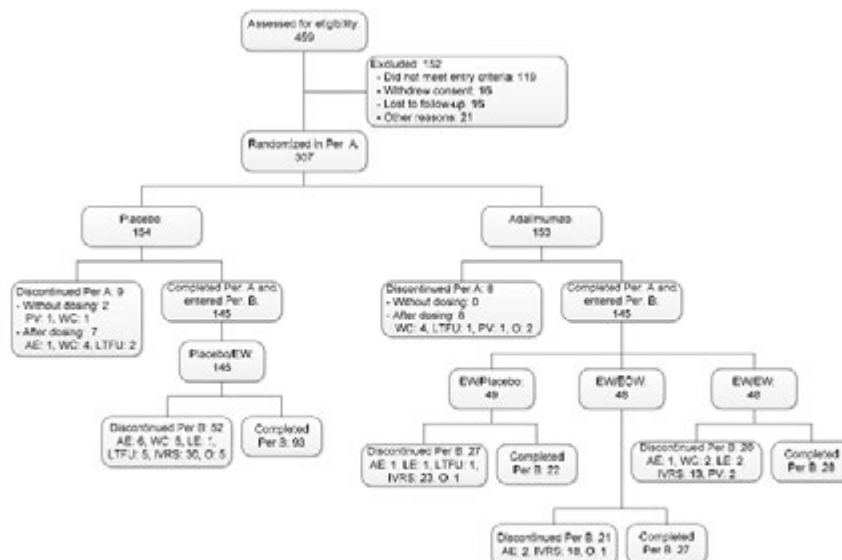 Assessed for eligibility:
459
Excluded: 152
- Did not meet entry criteria: 119
- Withdrew consent:
- Lost to follow-up:
• Other reasons: 21
Randomized in Per. A:
307
Placebo:
154
Adalimumab:
153
Discontinued Per A: 9
- Without dosing: 2
PV: 1, WC: 1
- After dosing: 7
AE: 1, WC: 4, LTFU: 2
Completed Per. A and
entered Per. B:
145
Discontinued Per A: 8
- Without dosing: 0
- After dosing: 8
WC: 4, LTFU: 1, PV: 1, O: 2
Completed Per. A and
entered Per. B:
145
Placebo/EW:
145
EW/Placebo:
49
EW/EOW:
48
EW/EW:
48
Discontinued Per B: 52
AE: 6, WC: 5, LE: 1,
LTFU: 5, IVRS: 30, O: 5
Completed
Per B: 93
Discontinued Per B: 27
AE: 1, LE: 1, LTFU: 1,
IVRS: 23, O: 1
Completed
Per B: 22
Discontinued Per B: 20
AE: 1, WC: 2, LE: 2
IVRS: 13, PV: 2
Completed
Per B: 28
Discontinued Per B: 21
AE: 2, IVRS: 18, O: 1
Completed
Per B: 27